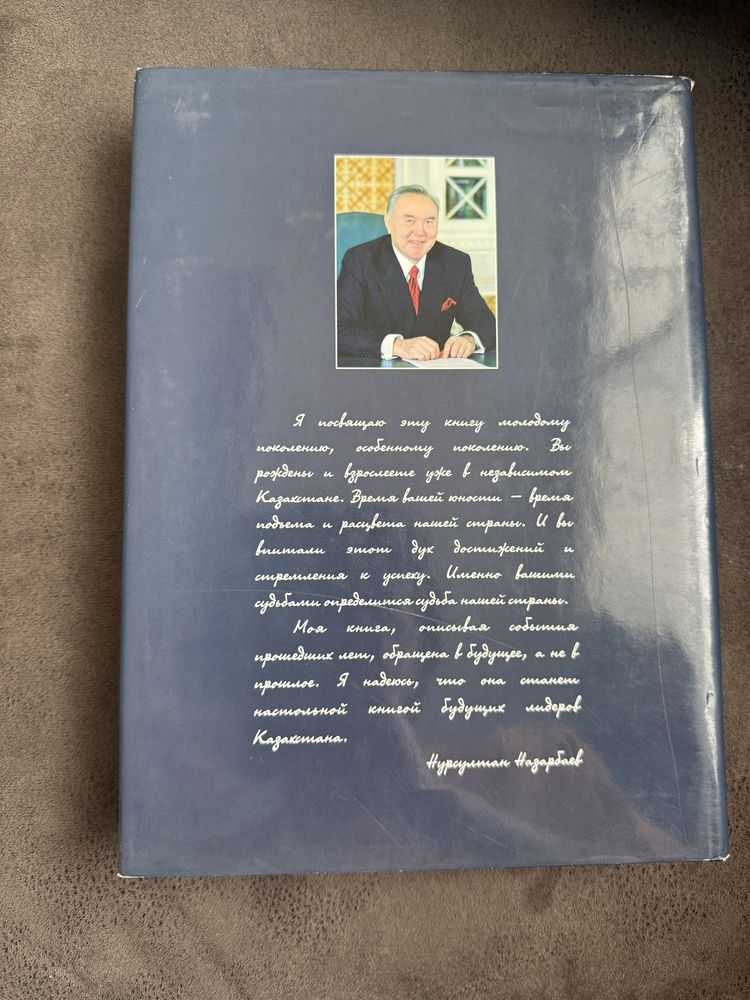 Я посвящаю эту книгу молодому
поколению, особенному поколению. Вы
рождены и взрослеете уже в независимом
Казахстане. Время вашей юности — время
подъема и расцвета нашей страны. И вы
впитали этот дух достижений и
стремления к успеху. Именно вашими
судьбами определится судьба нашей страны.
Моя книга, описывая события
прошедших лет, обращена в будущее, а не в
прошлое. Я надеюсь, что она станет
настольной книгой будущих лидеров
Казахстана.
Нурсултан Назарбаев